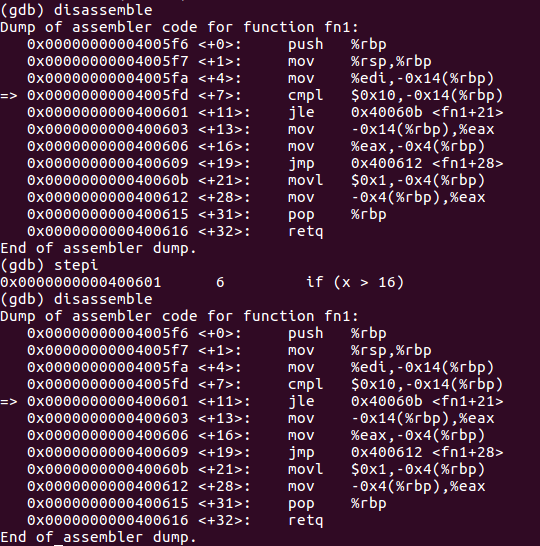 (gdb) disassemble
Dump of assembler code for function fn1:
   0x00000000004005f6 <+0>:     push   %rbp
   0x00000000004005f7 <+1>:     mov    %rsp,%rbp
   0x00000000004005fa <+4>:     mov    %edi,-0x14(%rbp)
=> 0x00000000004005fd <+7>:     cmpl   $0x10,-0x14(%rbp)
   0x0000000000400601 <+11>:    jle    0x40060b <fn1+21>
   0x0000000000400603 <+13>:    mov    -0x14(%rbp),%eax
   0x0000000000400606 <+16>:    mov    %eax,-0x4(%rbp)
   0x0000000000400609 <+19>:    jmp    0x400612 <fn1+28>
   0x000000000040060b <+21>:    movl   $0x1,-0x4(%rbp)
   0x0000000000400612 <+28>:    mov    -0x4(%rbp),%eax
   0x0000000000400615 <+31>:    pop    %rbp
   0x0000000000400616 <+32>:    retq
End of assembler dump.
(gdb) stepi
0x0000000000400601      6           if (x > 16)
(gdb) disassemble
Dump of assembler code for function fn1:
   0x00000000004005f6 <+0>:     push   %rbp
   0x00000000004005f7 <+1>:     mov    %rsp,%rbp
   0x00000000004005fa <+4>:     mov    %edi,-0x14(%rbp)
   0x00000000004005fd <+7>:     cmpl   $0x10,-0x14(%rbp)
=> 0x0000000000400601 <+11>:    jle    0x40060b <fn1+21>
   0x0000000000400603 <+13>:    mov    -0x14(%rbp),%eax
   0x0000000000400606 <+16>:    mov    %eax,-0x4(%rbp)
   0x0000000000400609 <+19>:    jmp    0x400612 <fn1+28>
   0x000000000040060b <+21>:    movl   $0x1,-0x4(%rbp)
   0x0000000000400612 <+28>:    mov    -0x4(%rbp),%eax
   0x0000000000400615 <+31>:    pop    %rbp
   0x0000000000400616 <+32>:    retq
End of assembler dump.